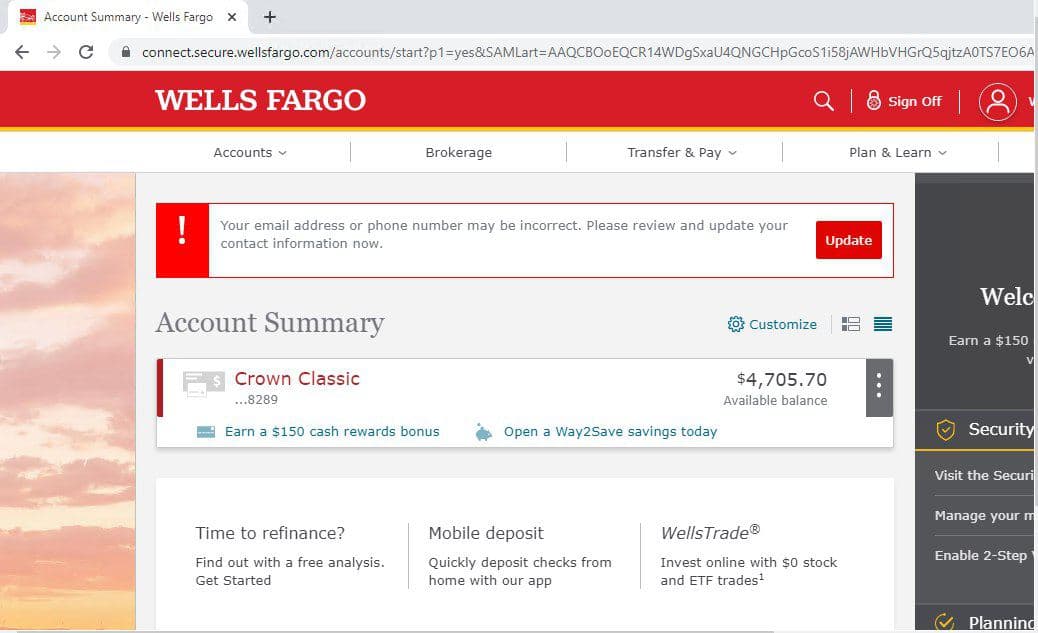 Account Summary - Wells Fargo
connect.secure.wellsfargo.com/accounts/start?p1=yes&SAMLart=AAQCBOoEQCR14WDgSxaU4QNGCHpGcoS1i58jAWHbVHGrQ5qjtzA0TS7EO6A
WELLS FARGO
Sign Off
Accounts
Brokerage
Transfer & Pay
Plan & Learn
!
Your email address or phone number may be incorrect. Please review and update your
contact information now.
Update
Welc
Account Summary
Customize
Earn a $150
v
Crown Classic
...8289
$4,705.70
Available balance
Earn a $150 cash rewards bonus
Open a Way2Save savings today
Security
Visit the Securi
Manage your m
Enable 2-Step
Time to refinance?
Find out with a free analysis.
Get Started
Mobile deposit
Quickly deposit checks from
home with our app
WellsTrade®
Invest online with $0 stock
and ETF trades¹
Planning